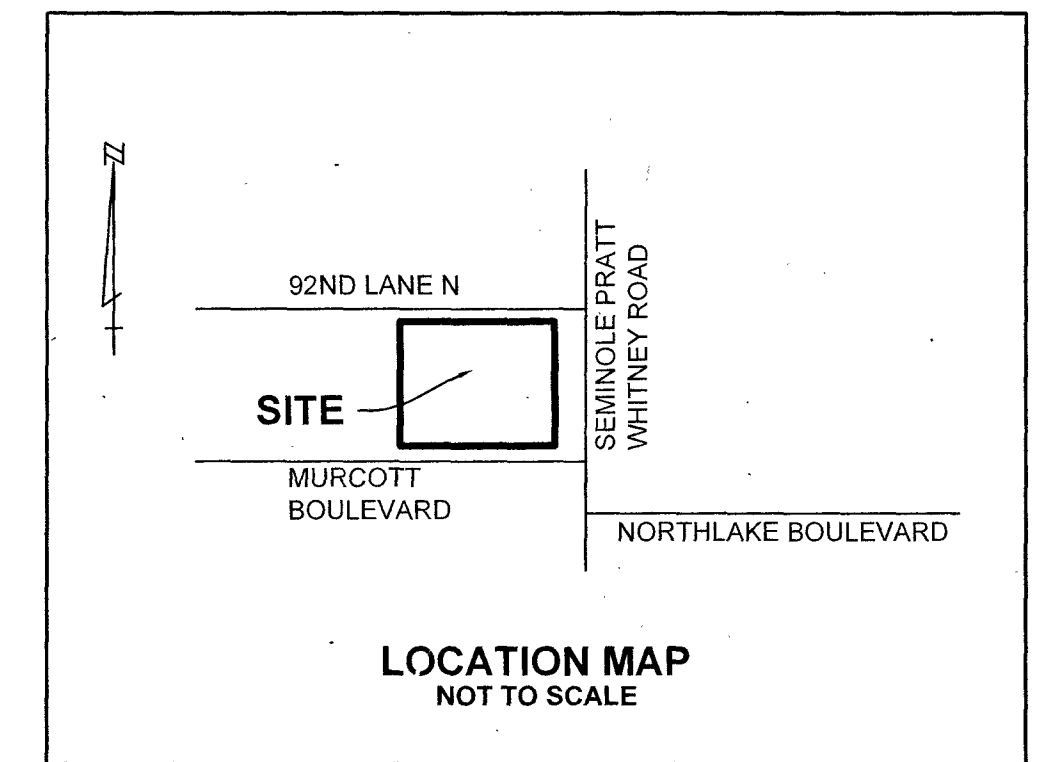 N
92ND LANE N
SEMINOLE PRATT
WHITNEY ROAD
SITE
MURCOTT
BOULEVARD
NORTHLAKE BOULEVARD
LOCATION MAP
NOT TO SCALE